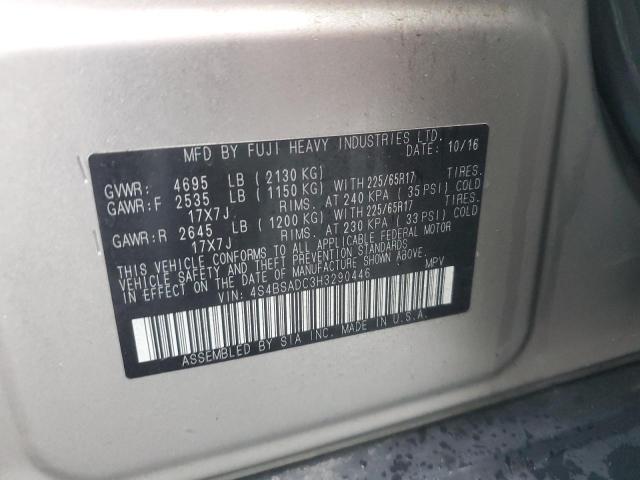 MFD BY FUJI HEAVY INDUSTRIES LTD.
DATE: 10/16
GVWR: 4695 LB ( 2130 KG)
GAWR:F 2535 LB ( 1150 KG) WITH 225/65R17 TIRES.
17X7J RIMS. AT 240 KPA ( 35 PSI) COLD
GAWR:R 2645 LB ( 1200 KG) WITH 225/65R17 TIRES.
17X7J RIMS. AT 230 KPA ( 33 PSI) COLD
THIS VEHICLE CONFORMS TO ALL APPLICABLE FEDERAL MOTOR
VEHICLE SAFETY AND THEFT PREVENTION STANDARDS
IN EFFECT ON THE DATE OF MANUFACTURE SHOWN ABOVE.
VIN: 4S4BSADC3H3290446 MPV
ASSEMBLED BY SIA INC. MADE IN U.S.A.